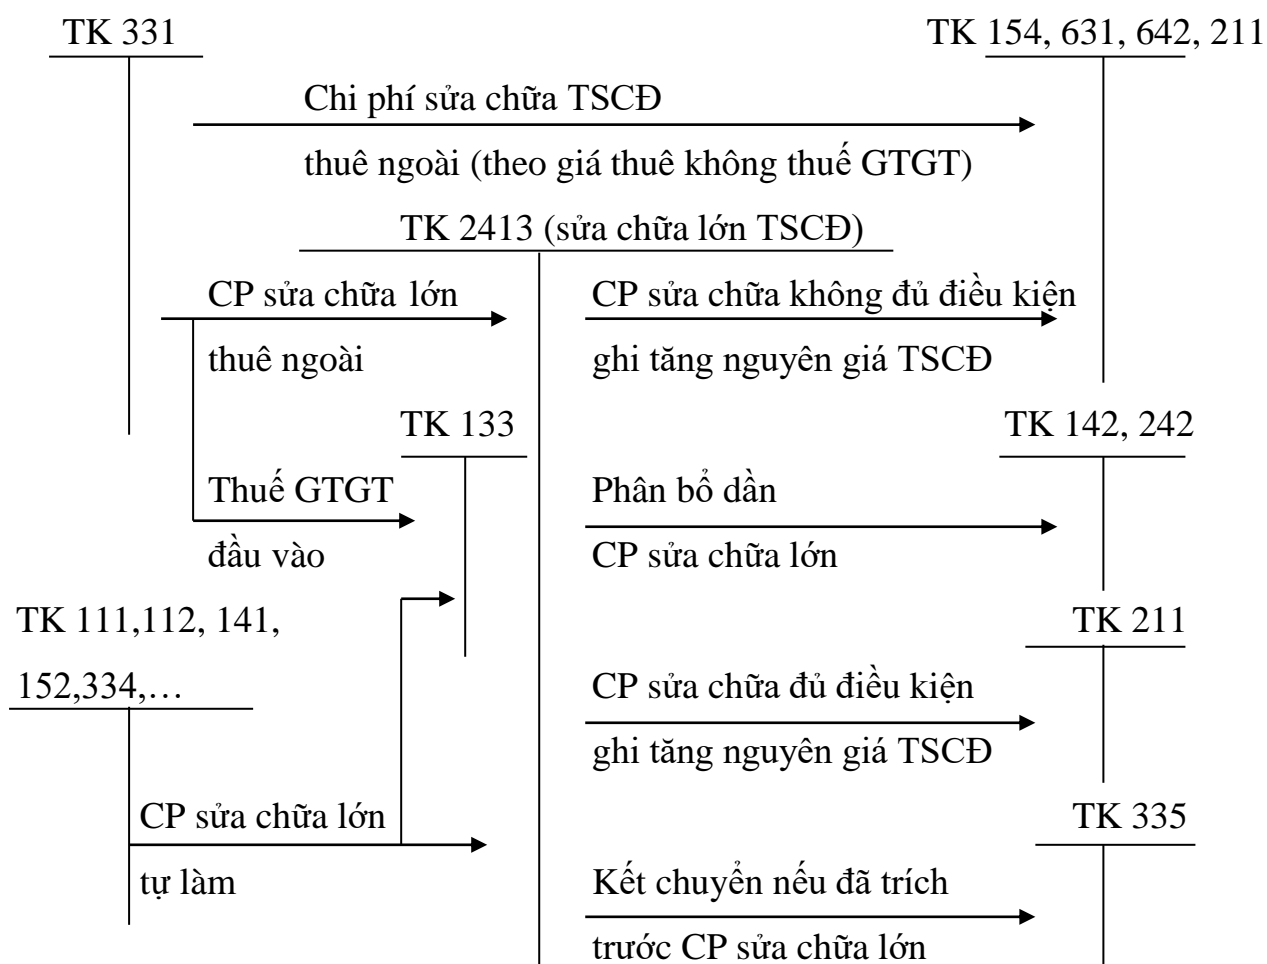 TK 331
TK 154, 631, 642, 211
Chi phí sửa chữa TSCĐ
thuê ngoài (theo giá thuê không thuế GTGT)
TK 2413 (sửa chữa lớn TSCĐ)
CP sửa chữa lớn
thuê ngoài
CP sửa chữa không đủ điều kiện
ghi tăng nguyên giá TSCĐ
TK 133
TK 142, 242
Thuế GTGT
đầu vào
Phân bổ dần
CP sửa chữa lớn
TK 111,112, 141,
152,334,…
TK 211
CP sửa chữa đủ điều kiện
ghi tăng nguyên giá TSCĐ
CP sửa chữa lớn
tự làm
TK 335
Kết chuyển nếu đã trích
trước CP sửa chữa lớn